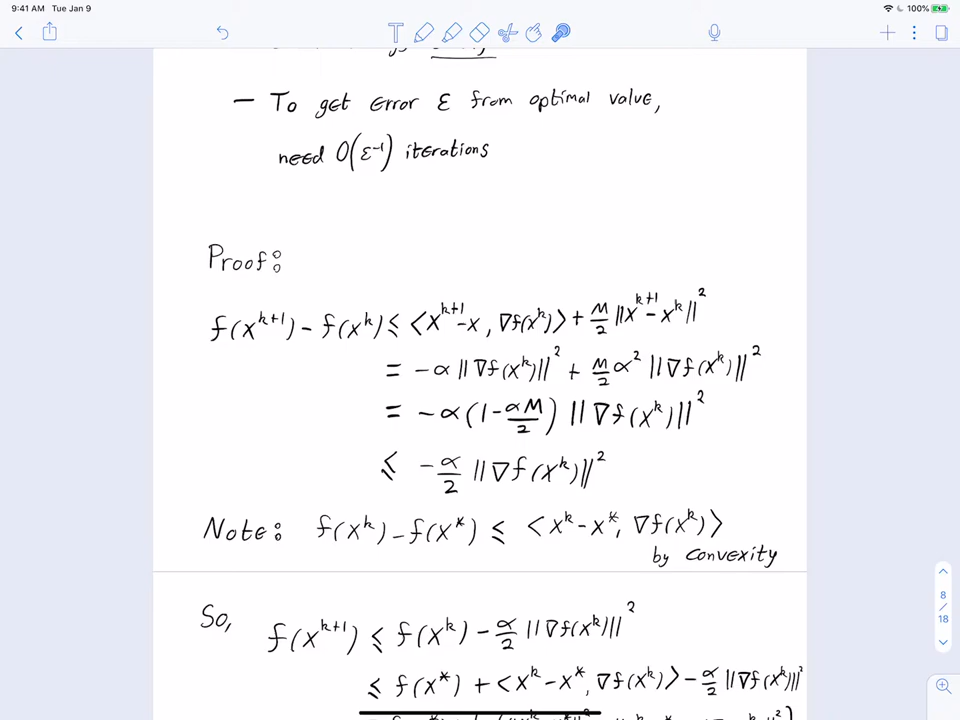 9:41 AM Tue Jan 9
100%
T
- To get error ε from optimal value,
need O(ε⁻¹) iterations
Proof:
f(x^{k+1}) - f(x^k) ≤ <x^{k+1} - x, ∇f(x^k)> + M/2 ||x^{k+1} - x^k||²
= -α ||∇f(x^k)||² + M/2 α² ||∇f(x^k)||²
= -α (1 - αM/2) ||∇f(x^k)||²
≤ -α/2 ||∇f(x^k)||²
Note: f(x^k) - f(x*) ≤ <x^k - x*, ∇f(x^k)>
by convexity
8
/
18
So, f(x^{k+1}) ≤ f(x^k) - α/2 ||∇f(x^k)||²
≤ f(x*) + <x^k - x*, ∇f(x^k)> - α/2 ||∇f(x^k)||²